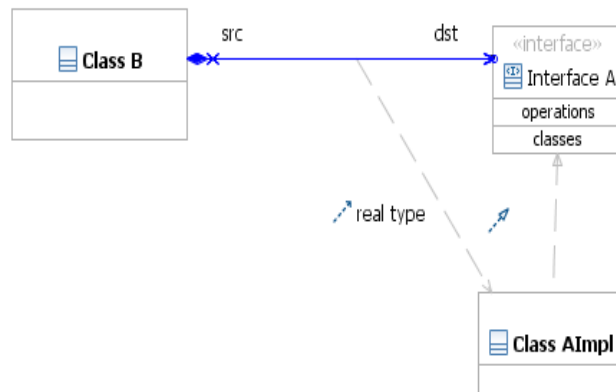 src
dst
Class B
«interface»
Interface A
operations
classes
real type
Class AImpl